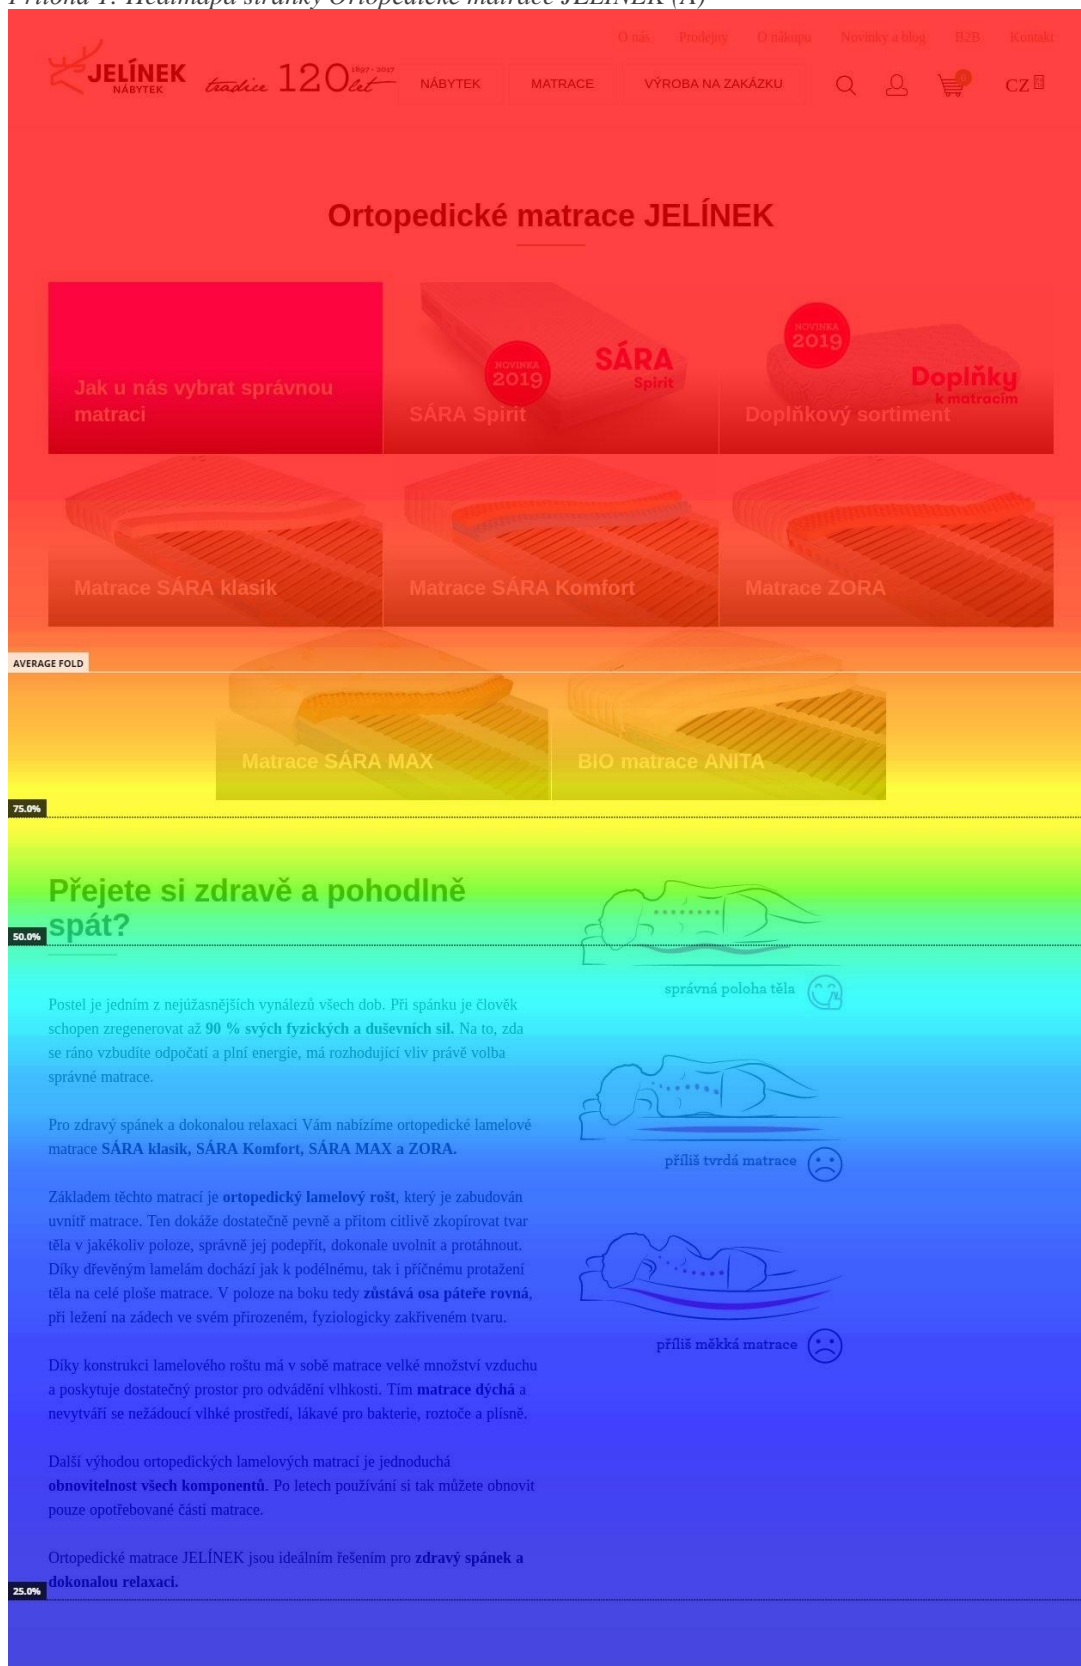 Příloha 1: Heatmapa stránky Ortopedické matrace JELÍNEK (A)
O nás Prodejny O nákupu Novinky a blog B2B Kontakt
JELÍNEK
NÁBYTEK
tradice 120 let
1897 - 2017
NÁBYTEK MATRACE VÝROBA NA ZAKÁZKU
0
CZ
Ortopedické matrace JELÍNEK
Jak u nás vybrat správnou
matraci
NOVINKA
2019
SÁRA
Spirit
SÁRA Spirit
NOVINKA
2019
Doplňky
k matracím
Doplňkový sortiment
Matrace SÁRA klasik
Matrace SÁRA Komfort
Matrace ZORA
AVERAGE FOLD
Matrace SÁRA MAX
BIO matrace ANITA
75.0%
Přejete si zdravě a pohodlně
spát?
50.0%
Postel je jedním z nejúžasnějších vynálezů všech dob. Při spánku je člověk
schopen zregenerovat až 90 % svých fyzických a duševních sil. Na to, zda
se ráno vzbudíte odpočatí a plní energie, má rozhodující vliv právě volba
správné matrace.
Pro zdravý spánek a dokonalou relaxaci Vám nabízíme ortopedické lamelové
matrace SÁRA klasik, SÁRA Komfort, SÁRA MAX a ZORA.
Základem těchto matrací je ortopedický lamelový rošt, který je zabudován
uvnitř matrace. Ten dokáže dostatečně pevně a přitom citlivě zkopírovat tvar
těla v jakékoliv poloze, správně jej podepřít, dokonale uvolnit a protáhnout.
Díky dřevěným lamelám dochází jak k podélnému, tak i příčnému protažení
těla na celé ploše matrace. V poloze na boku tedy zůstává osa páteře rovná,
při ležení na zádech ve svém přirozeném, fyziologicky zakřiveném tvaru.
Díky konstrukci lamelového roštu má v sobě matrace velké množství vzduchu
a poskytuje dostatečný prostor pro odvádění vlhkosti. Tím matrace dýchá a
nevytváří se nežádoucí vlhké prostředí, lákavé pro bakterie, roztoče a plísně.
Další výhodou ortopedických lamelových matrací je jednoduchá
obnovitelnost všech komponentů. Po letech používání si tak můžete obnovit
pouze opotřebované části matrace.
Ortopedické matrace JELÍNEK jsou ideálním řešením pro zdravý spánek a
dokonalou relaxaci.
správná poloha těla
příliš tvrdá matrace
příliš měkká matrace
25.0%